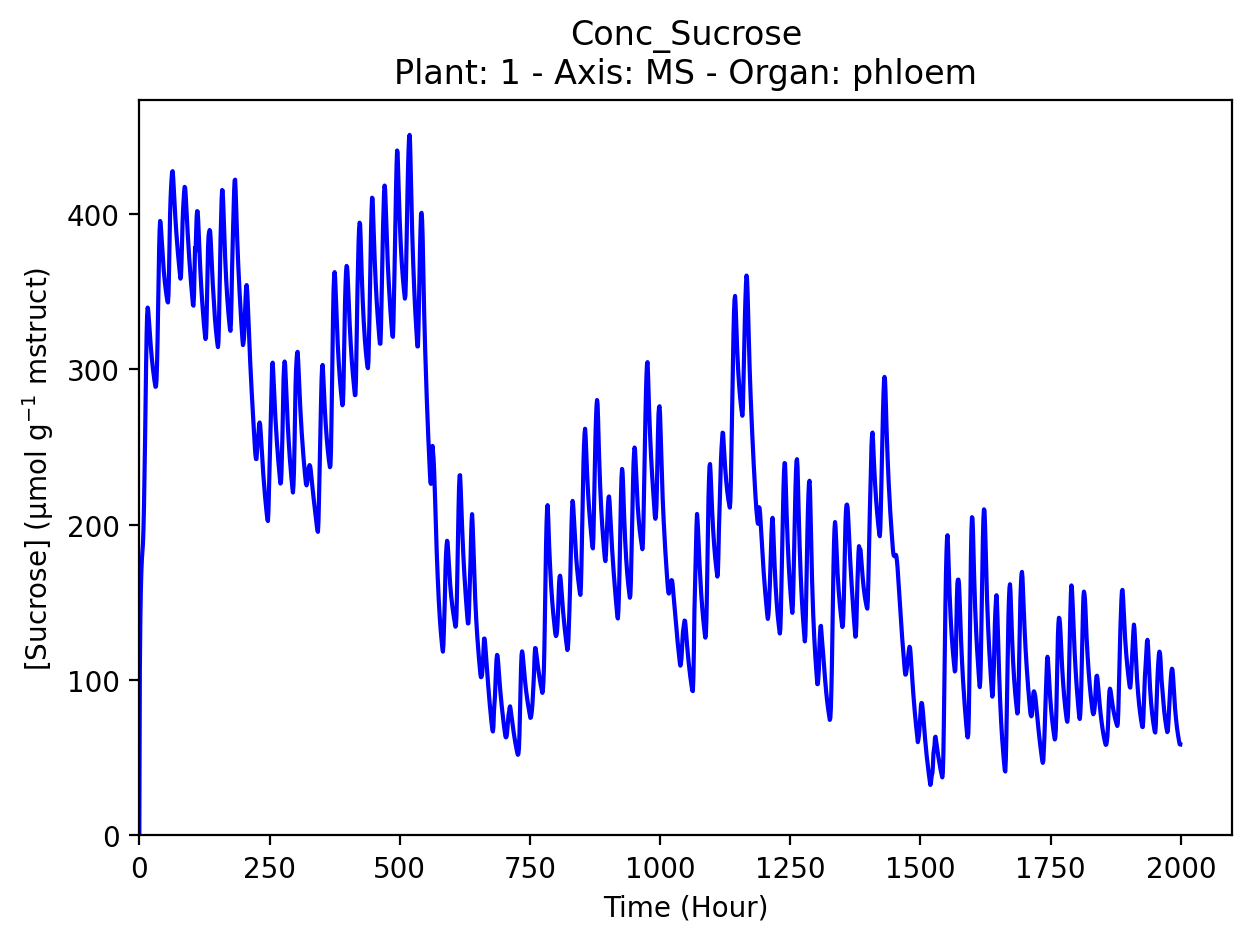 Conc_Sucrose
Plant: 1 - Axis: MS - Organ: phloem
[Sucrose] (µmol g⁻¹ mstruct)
400
300
200
100
0
0 250 500 750 1000 1250 1500 1750 2000
Time (Hour)